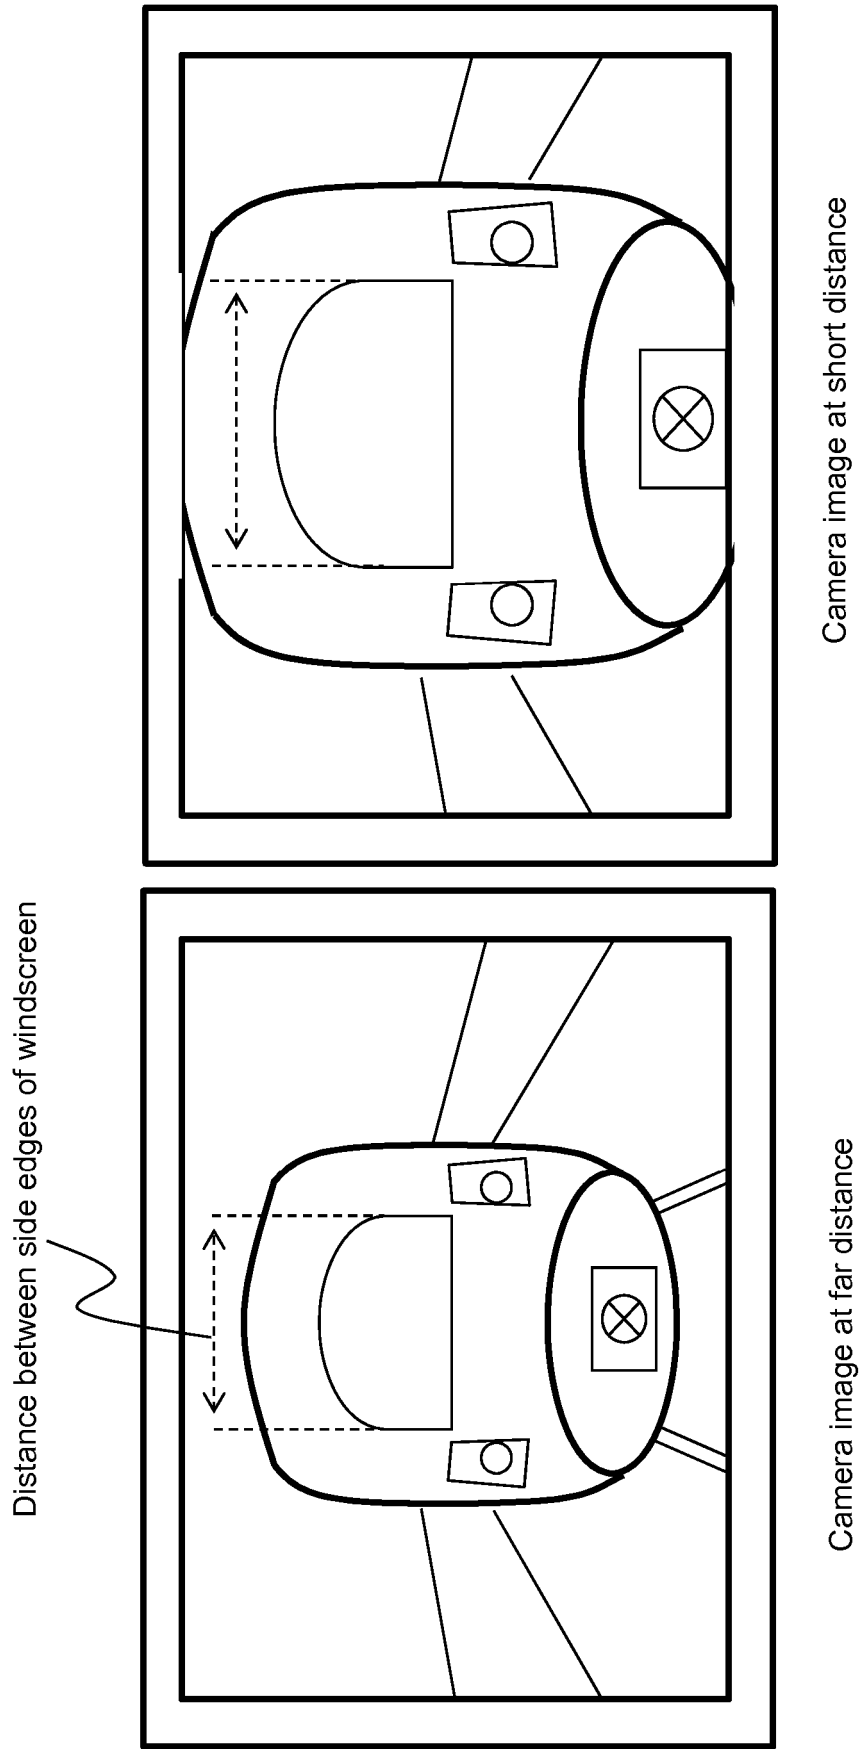 Distance between side edges of windscreen
Camera image at far distance
Camera image at short distance